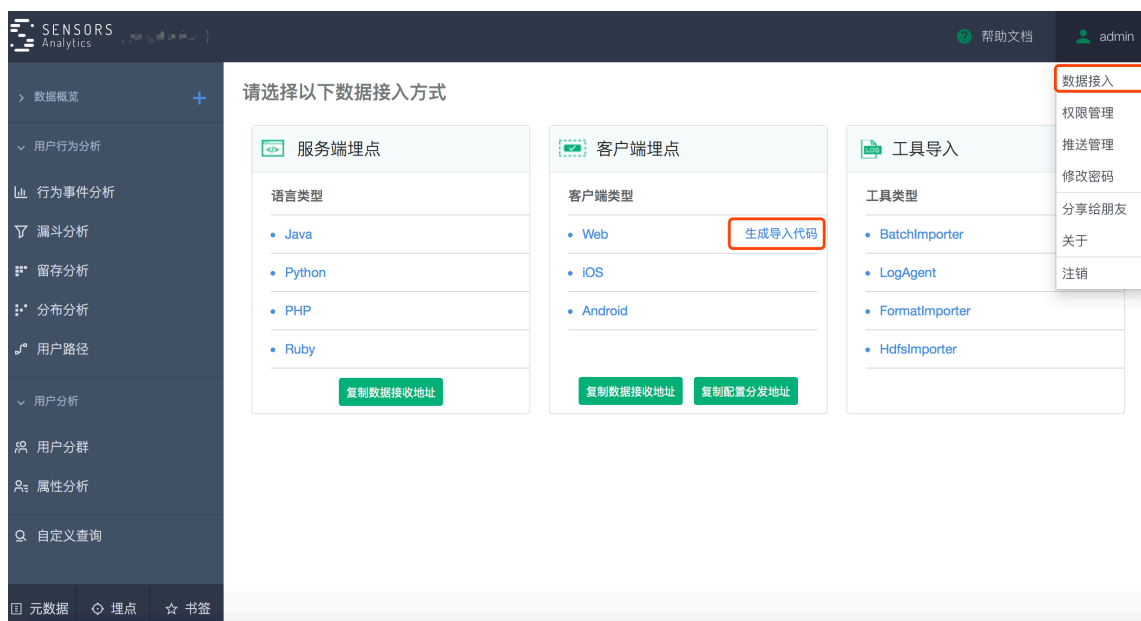 SENSORS
Analytics
帮助文档
admin
数据概览
用户行为分析
行为事件分析
漏斗分析
留存分析
分布分析
用户路径
用户分析
用户分群
属性分析
自定义查询
元数据
埋点
书签
请选择以下数据接入方式
服务端埋点
语言类型
Java
Python
PHP
Ruby
复制数据接收地址
客户端埋点
客户端类型
Web
生成导入代码
iOS
Android
复制数据接收地址
复制配置分发地址
LOG
工具导入
工具类型
BatchImporter
LogAgent
FormatImporter
HdfsImporter
数据接入
权限管理
推送管理
修改密码
分享给朋友
关于
注销